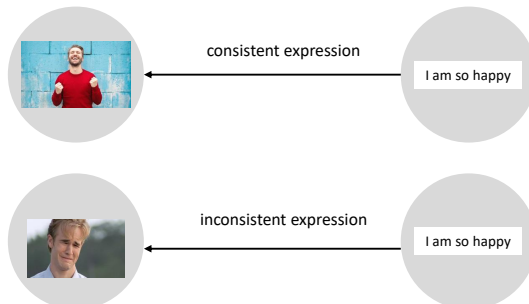 consistent expression
I am so happy
inconsistent expression
I am so happy